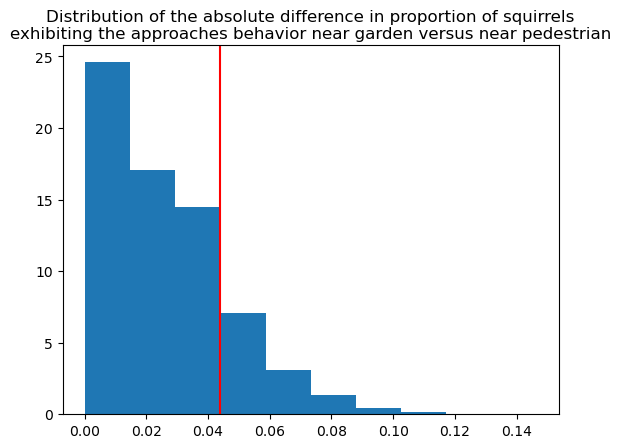 Distribution of the absolute difference in proportion of squirrels
exhibiting the approaches behavior near garden versus near pedestrian
25
20
15
10
5
0
0.00 0.02 0.04 0.06 0.08 0.10 0.12 0.14